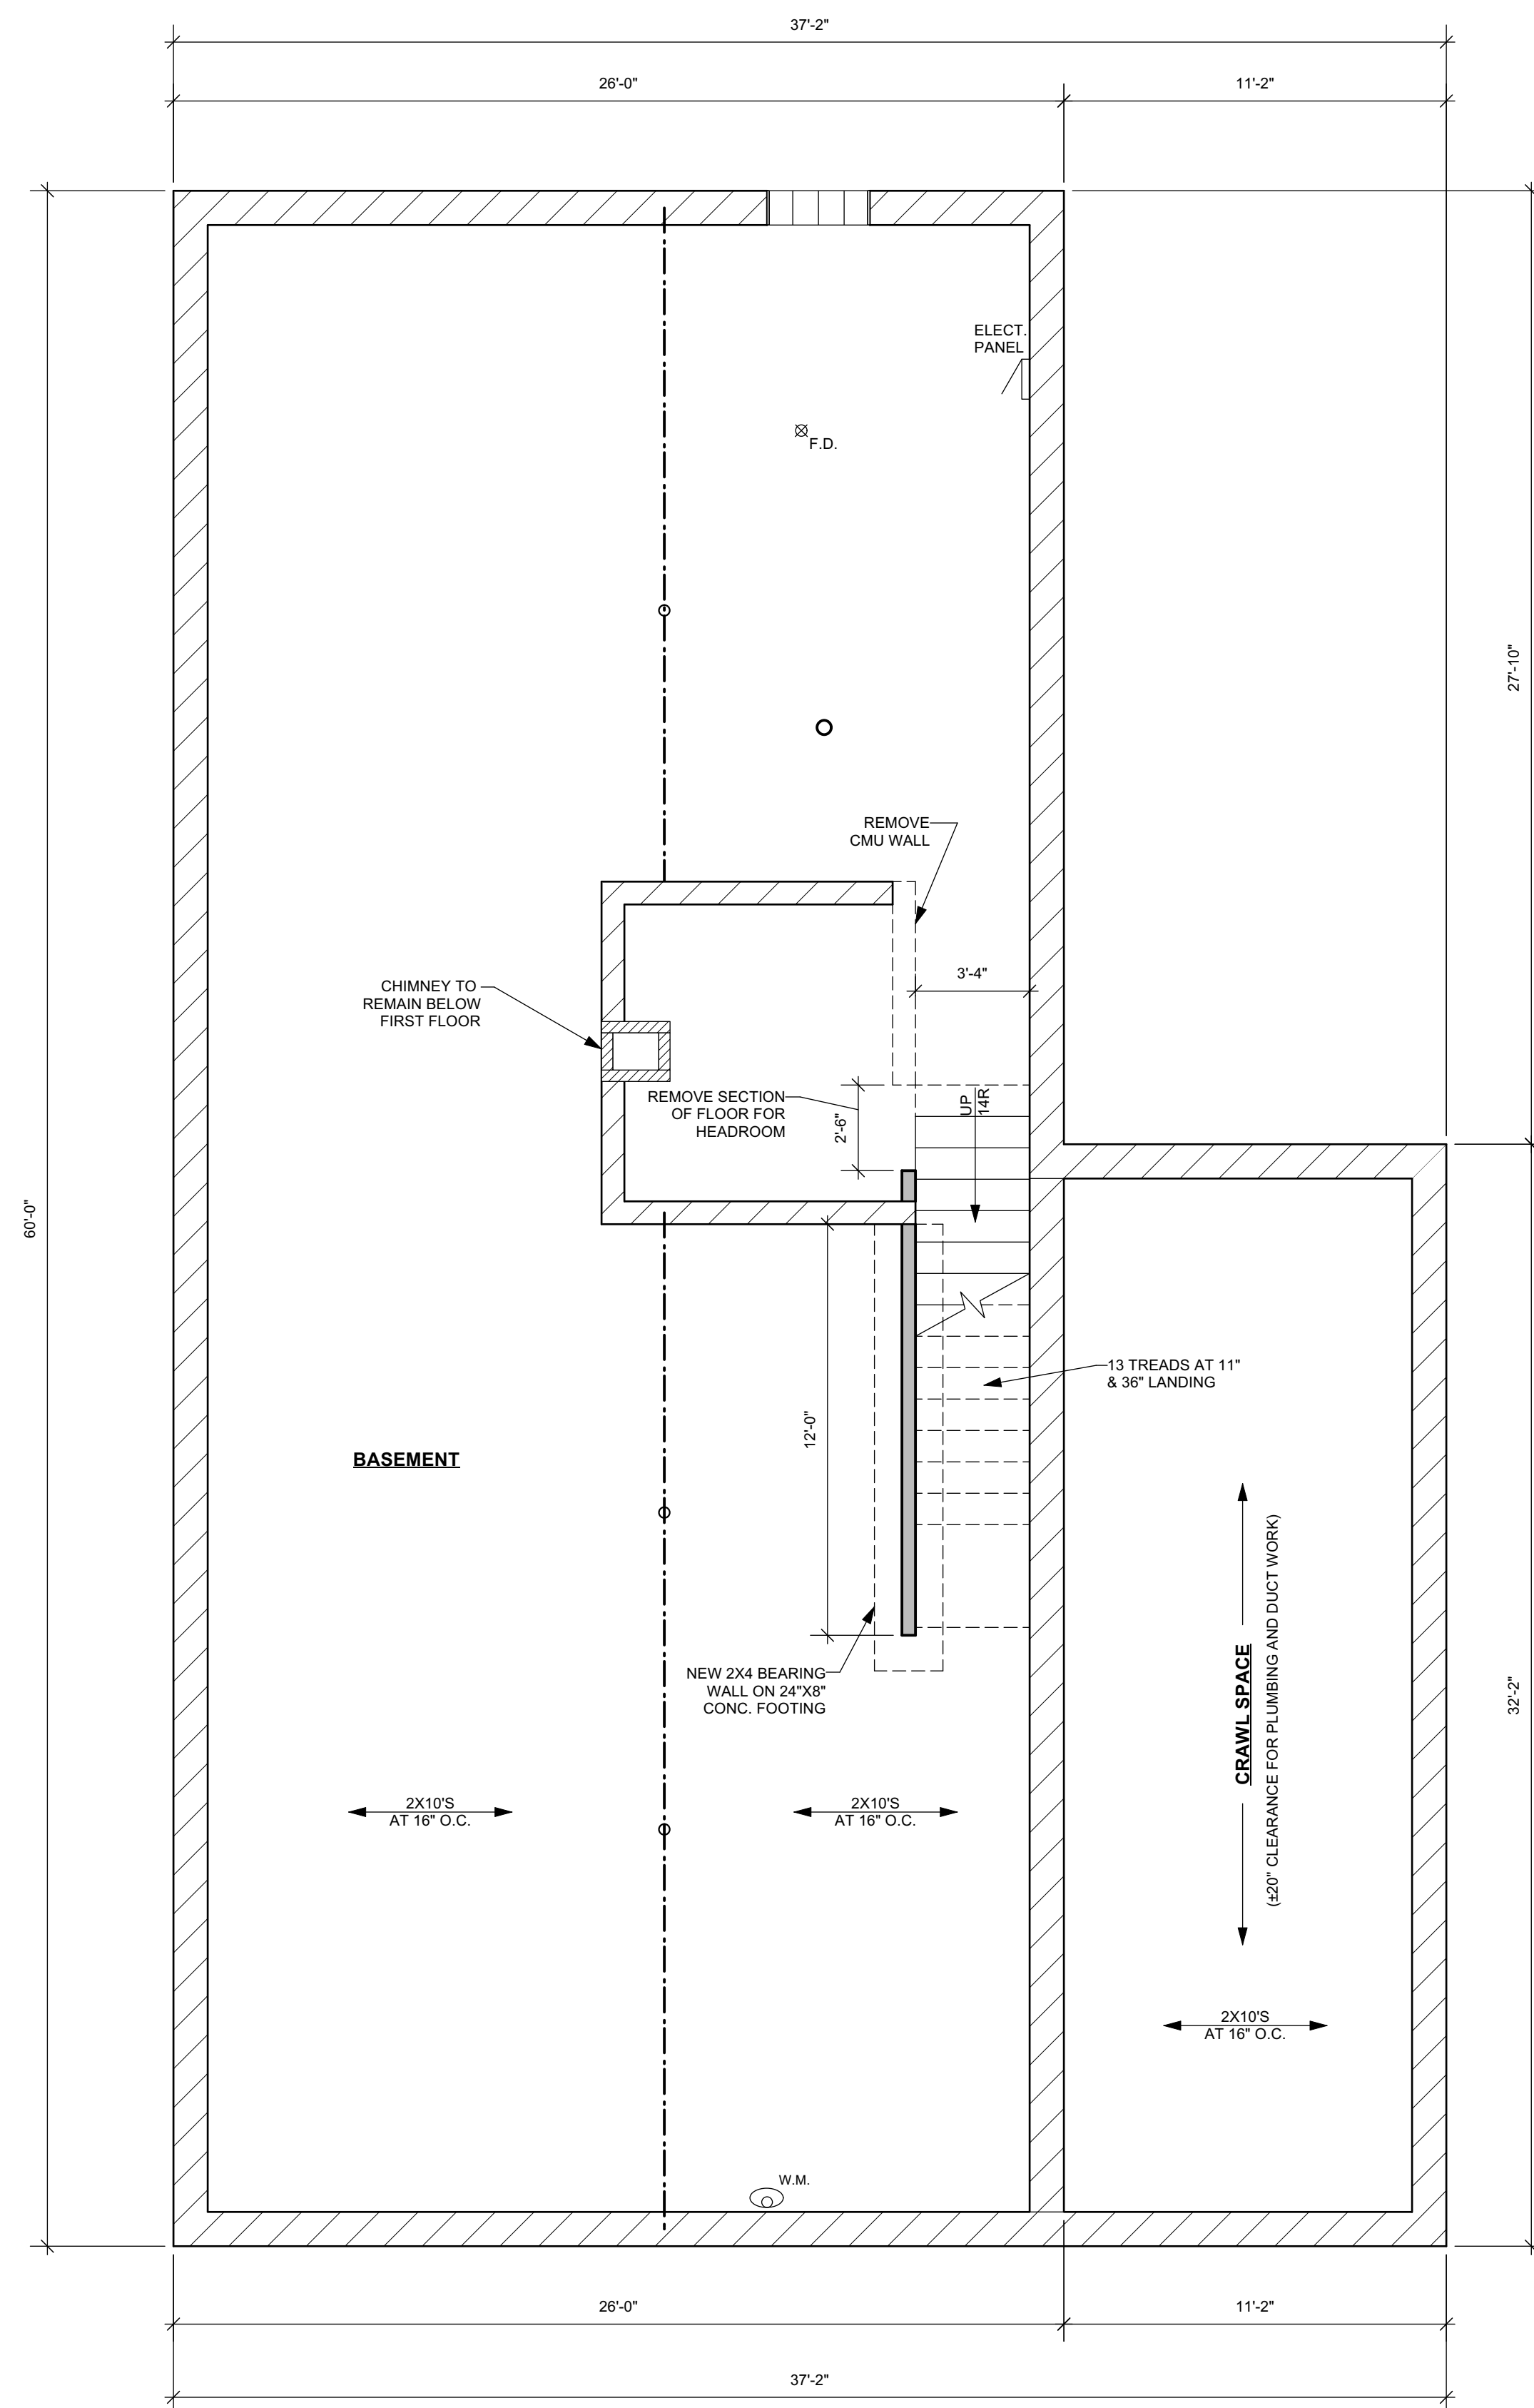 37'-2"
26'-0"
11'-2"
ELECT.
PANEL
F.D.
27'-10"
REMOVE
CMU WALL
3'-4"
CHIMNEY TO
REMAIN BELOW
FIRST FLOOR
REMOVE SECTION
OF FLOOR FOR
HEADROOM
2'-6"
UP
14R
60'-0"
13 TREADS AT 11"
& 36" LANDING
12'-0"
BASEMENT
NEW 2X4 BEARING
WALL ON 24"X8"
CONC. FOOTING
CRAWL SPACE
(±20" CLEARANCE FOR PLUMBING AND DUCT WORK)
32'-2"
2X10'S
AT 16" O.C.
2X10'S
AT 16" O.C.
2X10'S
AT 16" O.C.
W.M.
26'-0"
11'-2"
37'-2"